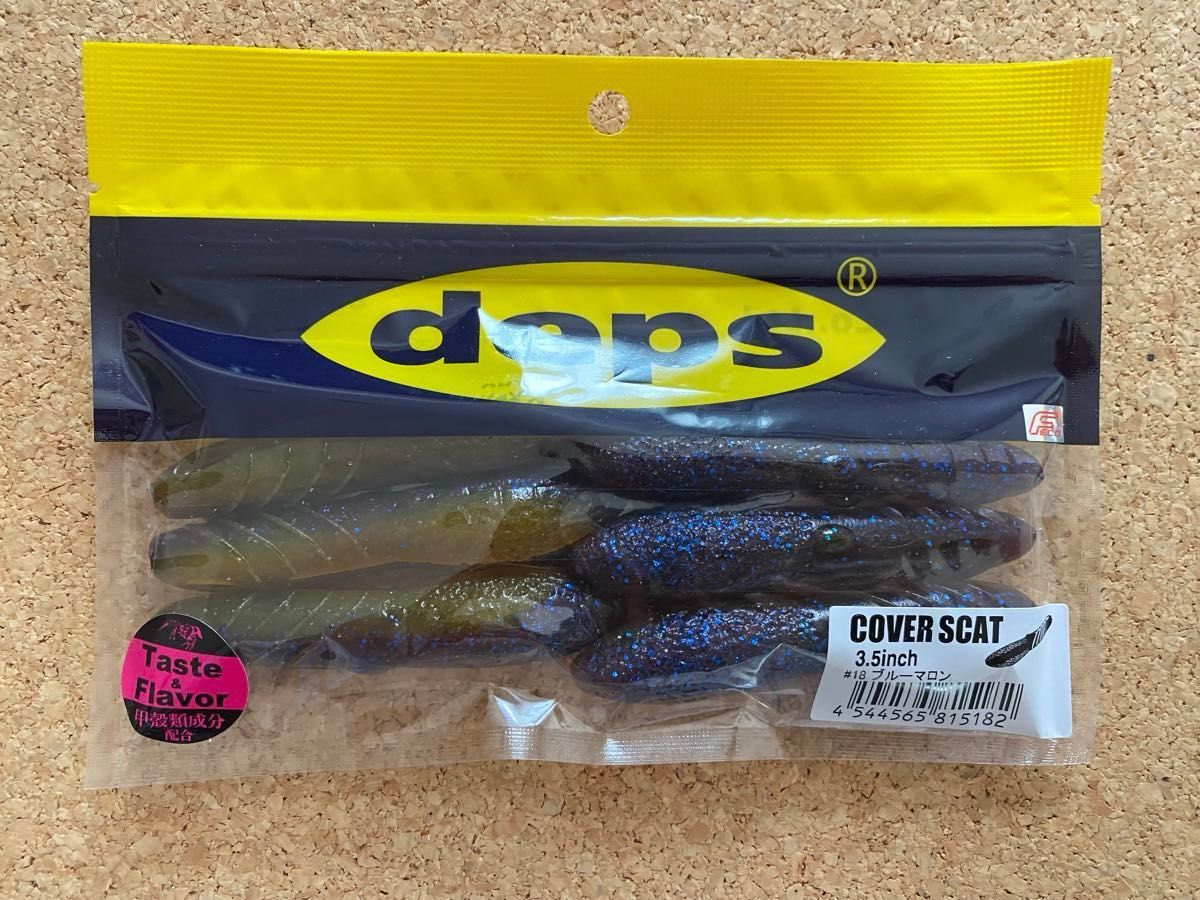 deps®
FECO
COVER SCAT
3.5inch
#18 ブルーマロン
4 544565 815182
Taste
&
Flavor
甲殻類成分
配合